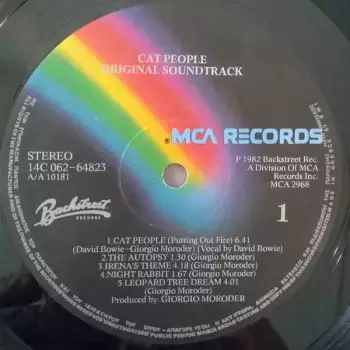 CAT PEOPLE
ORIGINAL SOUNDTRACK
MCA RECORDS
STEREO
14C 062-64823
A/A 10181
P 1982 Backstreet Rec.
A Division Of MCA
Records Inc.
MCA 2968
Backstreet
RECORDS
1
1.CAT PEOPLE (Putting Out Fire) 6.41
(David Bowie-Giorgio Moroder) (Vocal by David Bowie)
2.THE AUTOPSY 1.30 (Giorgio Moroder)
3.IRENA'S THEME 4.18 (Giorgio Moroder)
4.NIGHT RABBIT 1.67 (Giorgio Moroder)
5.LEOPARD TREE DREAM 4.01
(Giorgio Moroder)
Produced by: GIORGIO MORODER